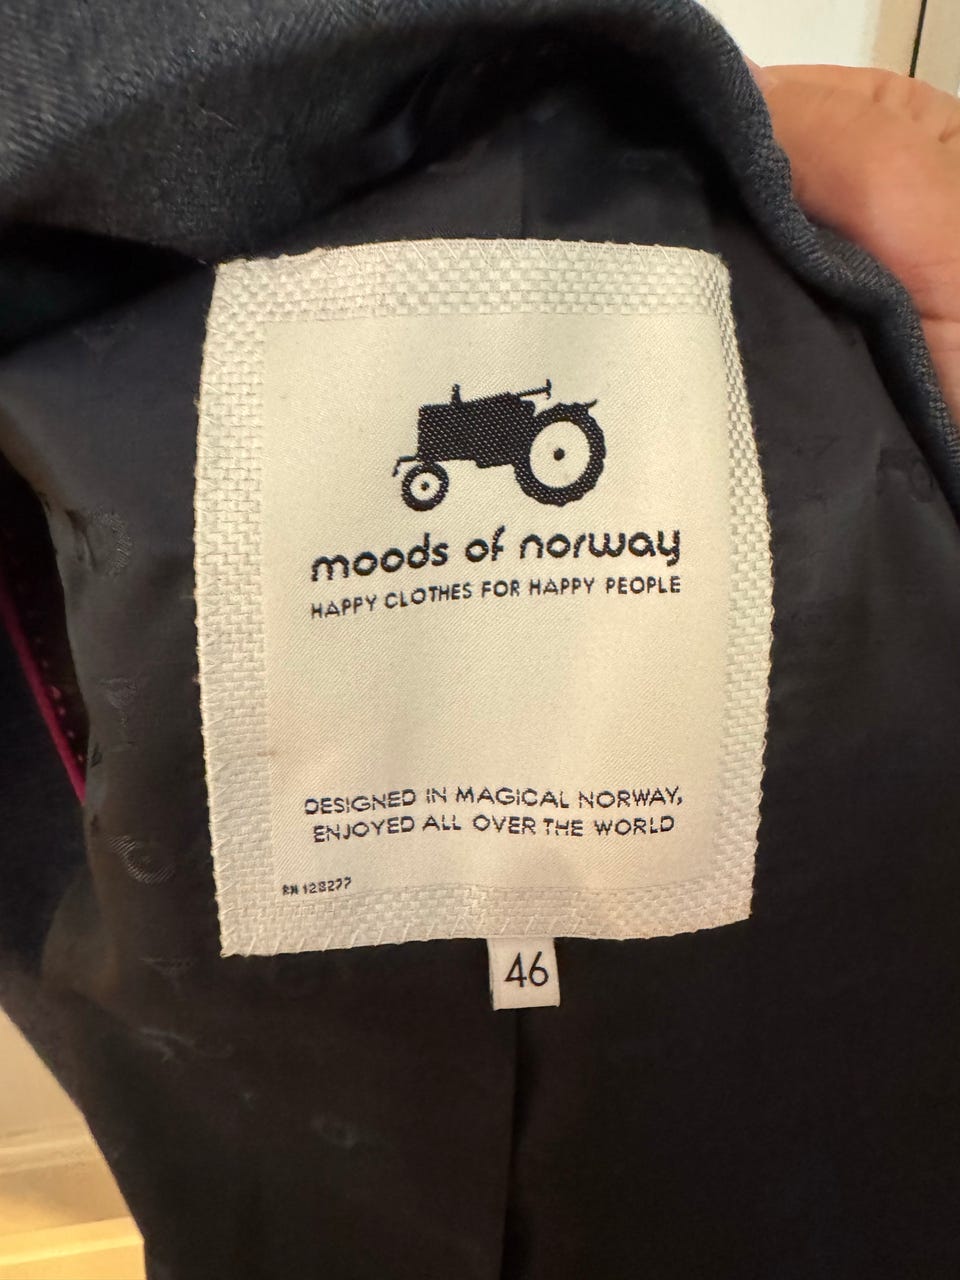 moods of norway
HAPPY CLOTHES FOR HAPPY PEOPLE
DESIGNED IN MAGICAL NORWAY,
ENJOYED ALL OVER THE WORLD
RN 128277
46